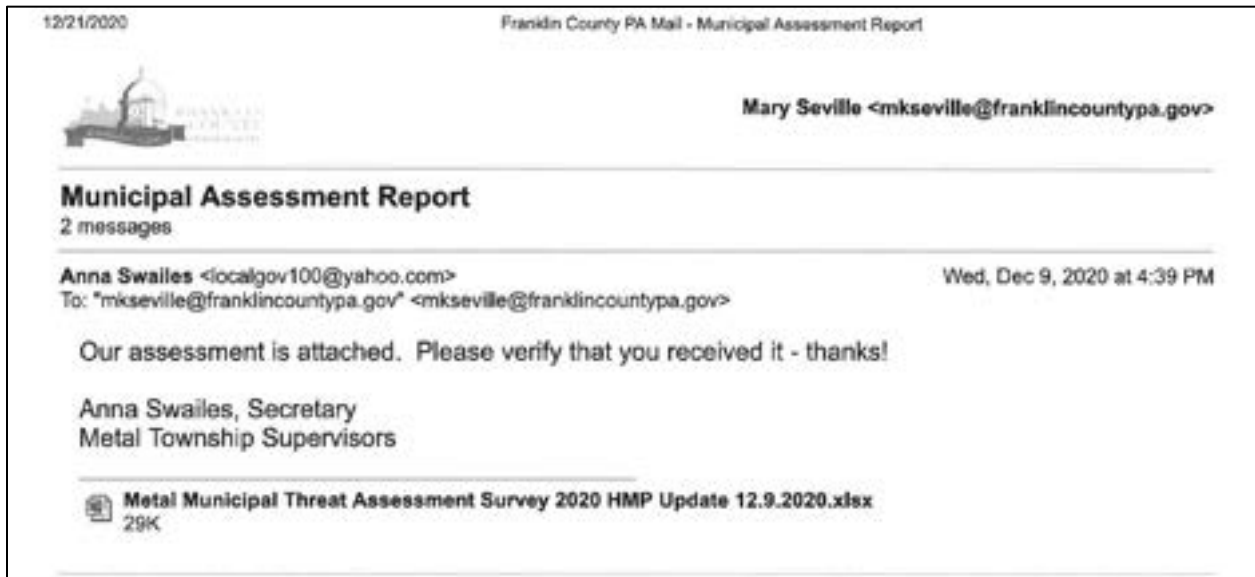 12/21/2020 Franklin County PA Mail - Municipal Assessment Report
Mary Seville <mkseville@franklincountypa.gov>
Municipal Assessment Report
2 messages
Anna Swailes <localgov100@yahoo.com> Wed, Dec 9, 2020 at 4:39 PM
To: "mkseville@franklincountypa.gov" <mkseville@franklincountypa.gov>
Our assessment is attached. Please verify that you received it - thanks!
Anna Swailes, Secretary
Metal Township Supervisors
Metal Municipal Threat Assessment Survey 2020 HMP Update 12.9.2020.xlsx
29K